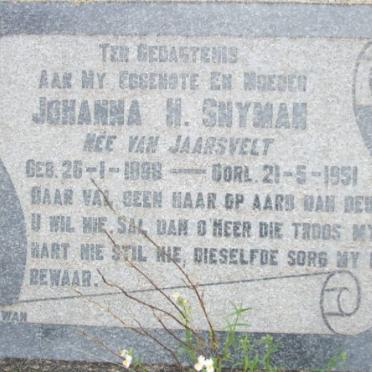 TER GEDAGTENIS
AAN MY EGGENOTE EN MOEDER
JOHANNA H. SNYMAN
NÉE VAN JAARSVELT
GEB. 26-1-1898 — OORL. 21-5-1951
DAAR VAL GEEN HAAR OP AARD DAN DEUR
U WIL NIE, SAL DAN O'HEER DIE TROOS MY
HART NIE STIL NIE, DIESELFDE SORG MY
BEWAAR.
WAN